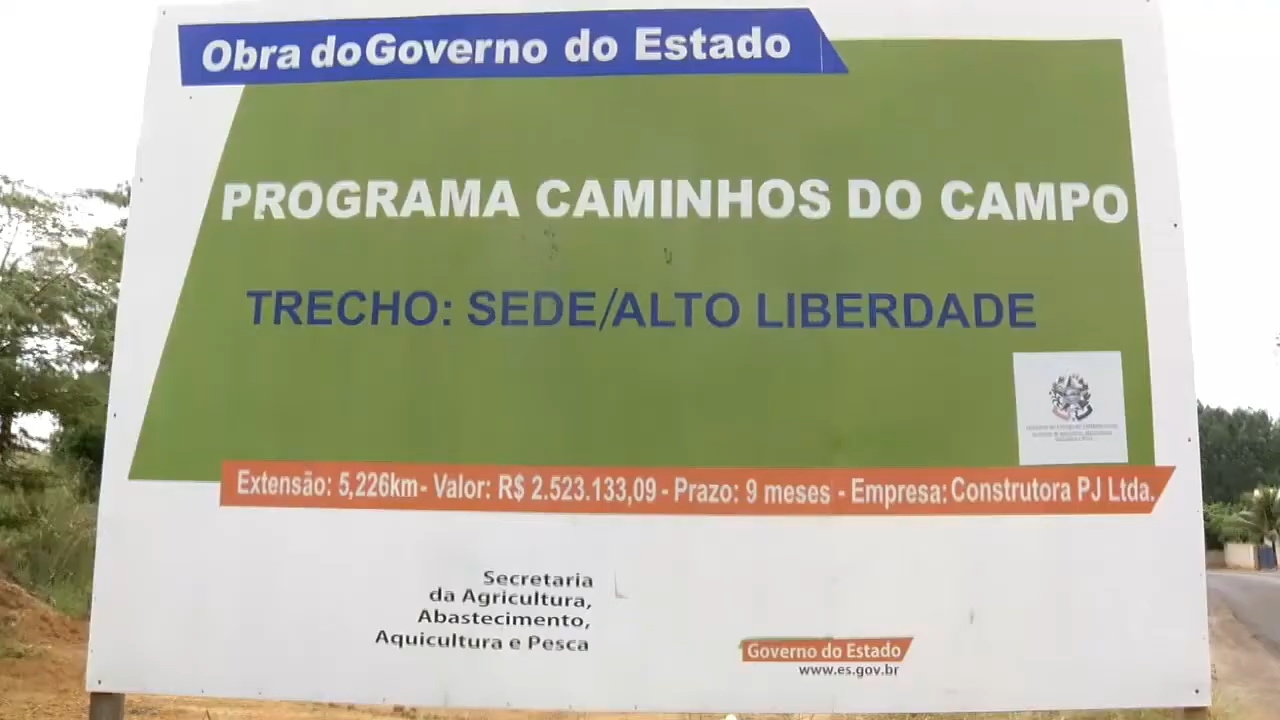 Obra do Governo do Estado
PROGRAMA CAMINHOS DO CAMPO
TRECHO: SEDE/ALTO LIBERDADE
Extensão: 5,226km - Valor: R$ 2.523.133,09 - Prazo: 9 meses - Empresa: Construtora PJ Ltda.
Secretaria
da Agricultura,
Abastecimento,
Aquicultura e Pesca
Governo do Estado
www.es.gov.br